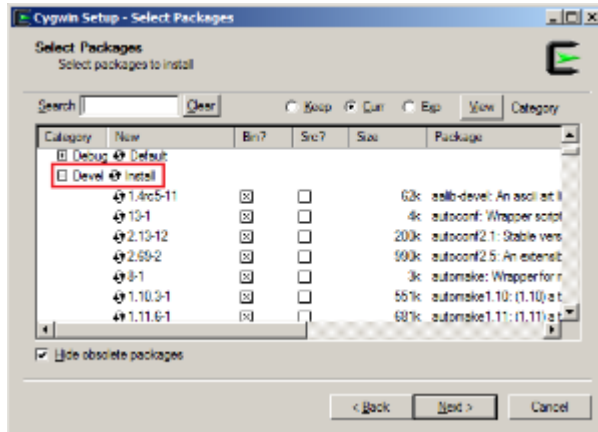 Cygwin Setup - Select Packages
Select Packages
Select packages to install
Search Clear Keep Curr Exp View Category
Category New Bin? Src? Size Package
Debug Default
Devel Install
1.4rc5-11 62k aalib-devel: An ascii art li
13-1 4k autoconf: Wrapper script
2.13-12 200k autoconf2.1: Stable vers
2.69-2 990k autoconf2.5: An extensib
8-1 3k automake: Wrapper for
1.10.3-1 551k automake1.10: (1.10) a t
1.11.6-1 681k automake1.11: (1.11) a t
Hide obsolete packages
< Back Next > Cancel